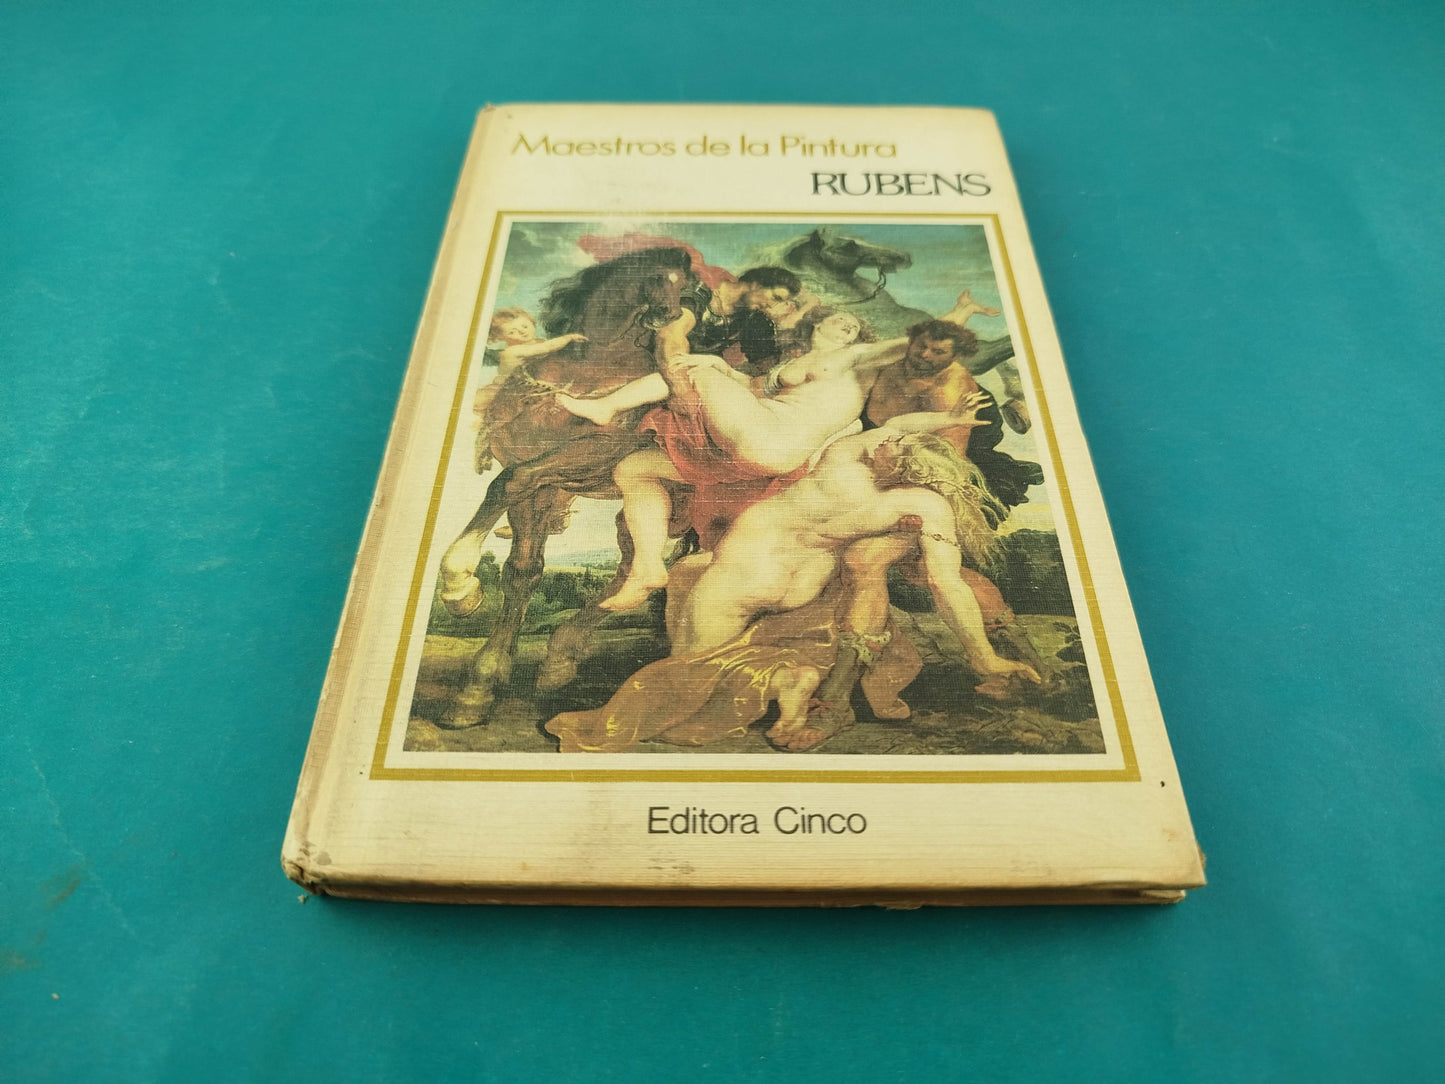 Maestros de la Pintura
RUBENS
Editora Cinco